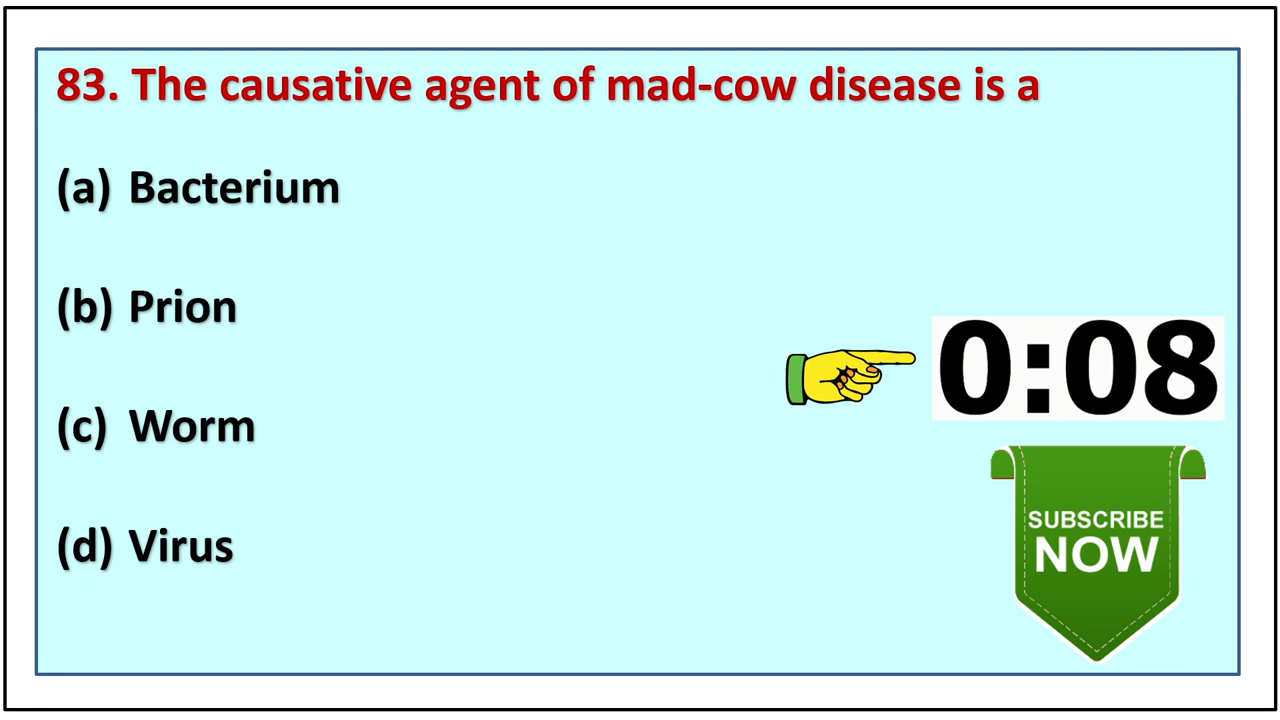 83. The causative agent of mad-cow disease is a
(a) Bacterium
(b) Prion
(c) Worm
(d) Virus
0:08
SUBSCRIBE
NOW